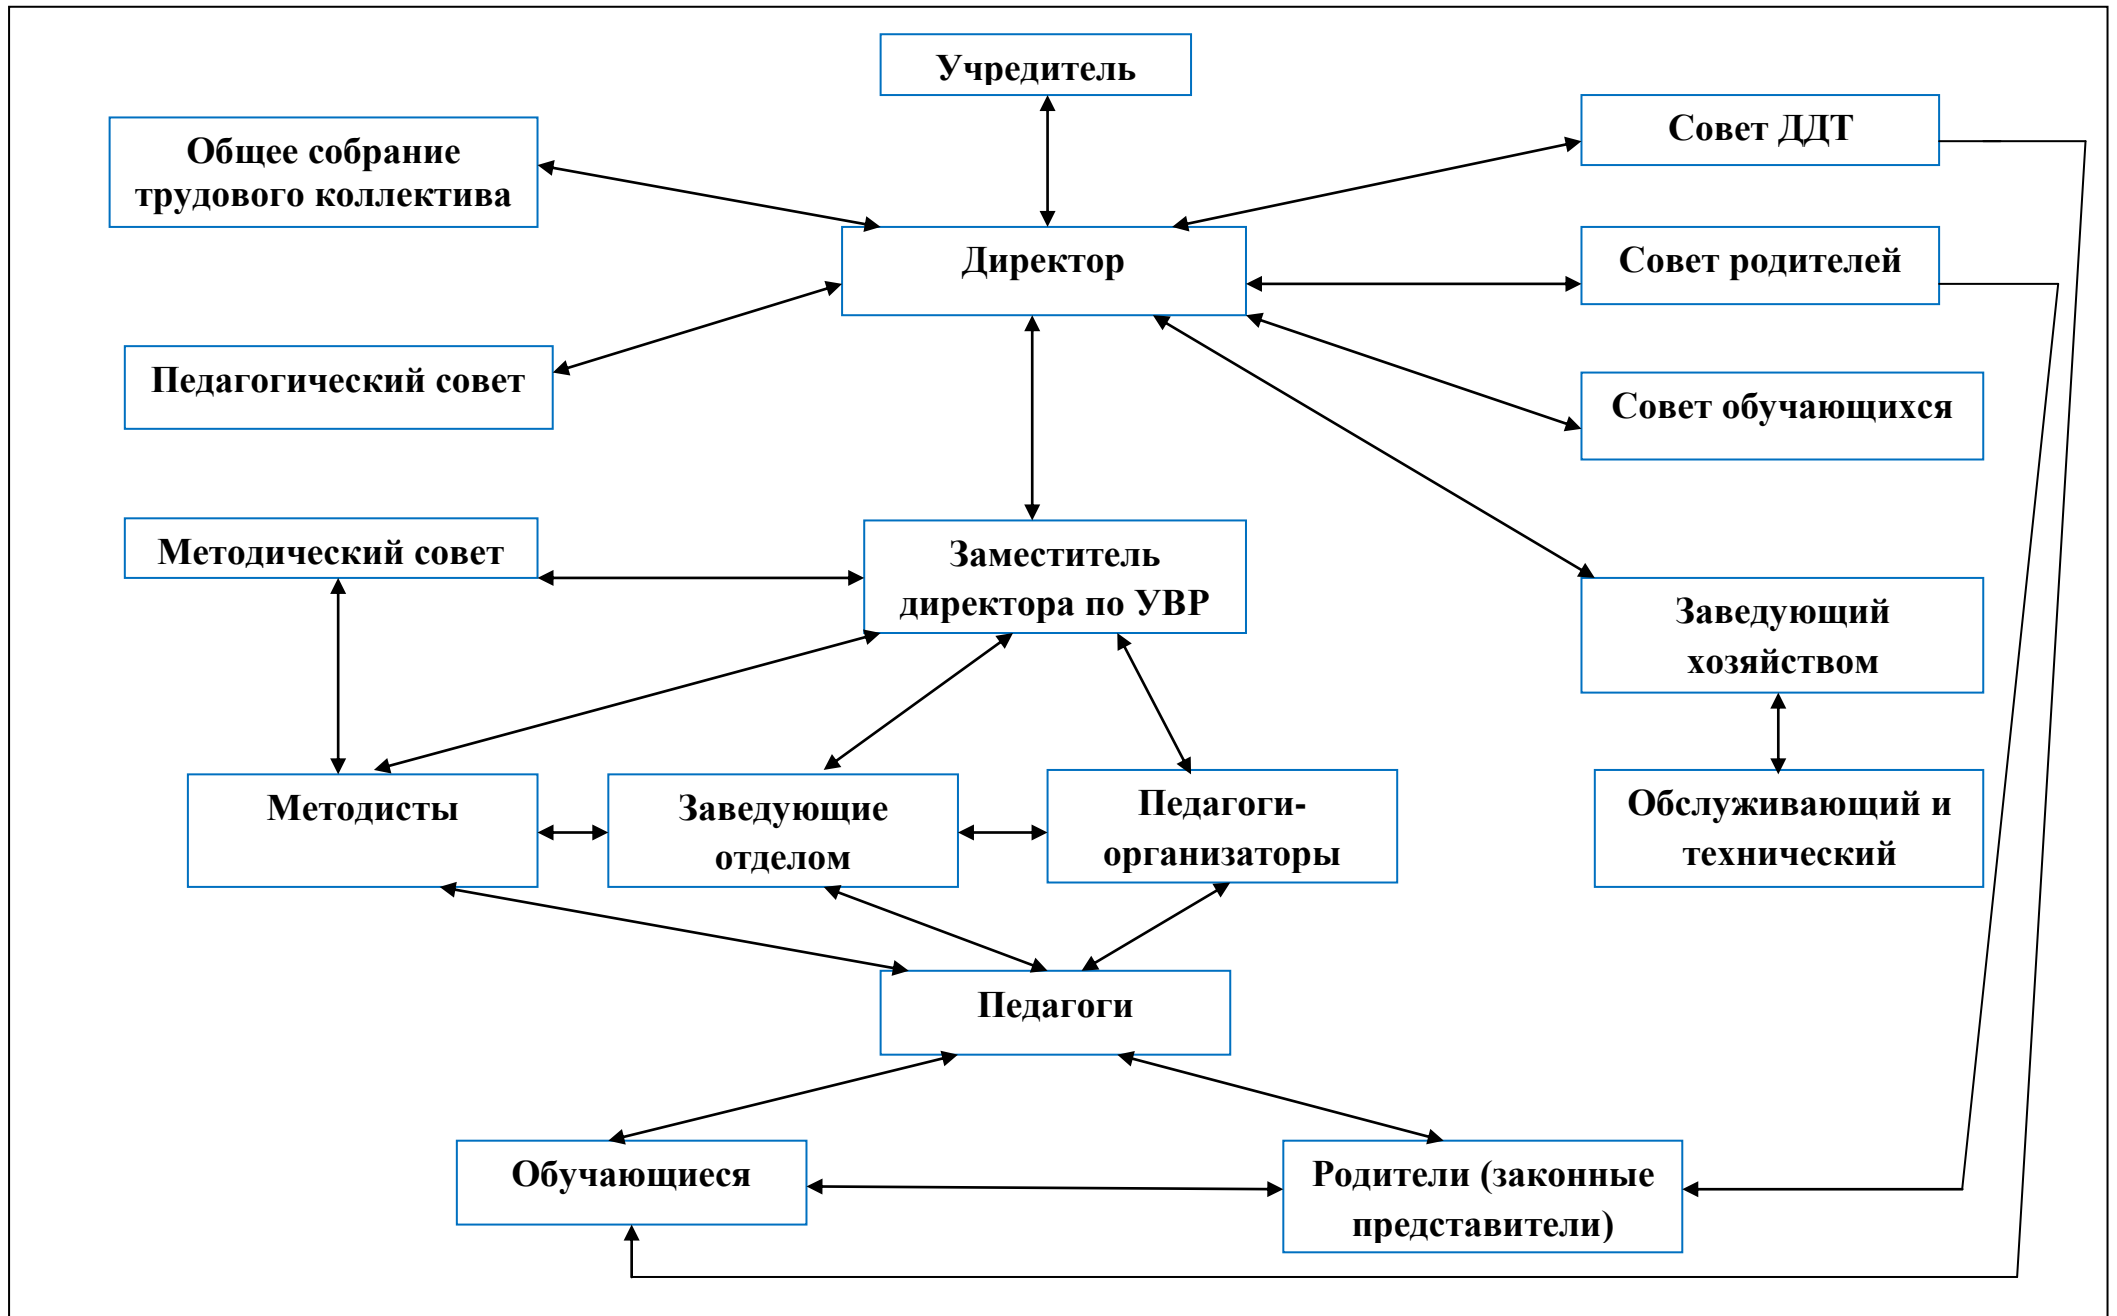 Учредитель
Совет ДДТ
Общее собрание
трудового коллектива
Директор
Совет родителей
Педагогический совет
Совет обучающихся
Методический совет
Заместитель
директора по УВР
Заведующий
хозяйством
Методисты
Заведующие
отделом
Педагоги-
организаторы
Обслуживающий и
технический
Педагоги
Обучающиеся
Родители (законные
представители)